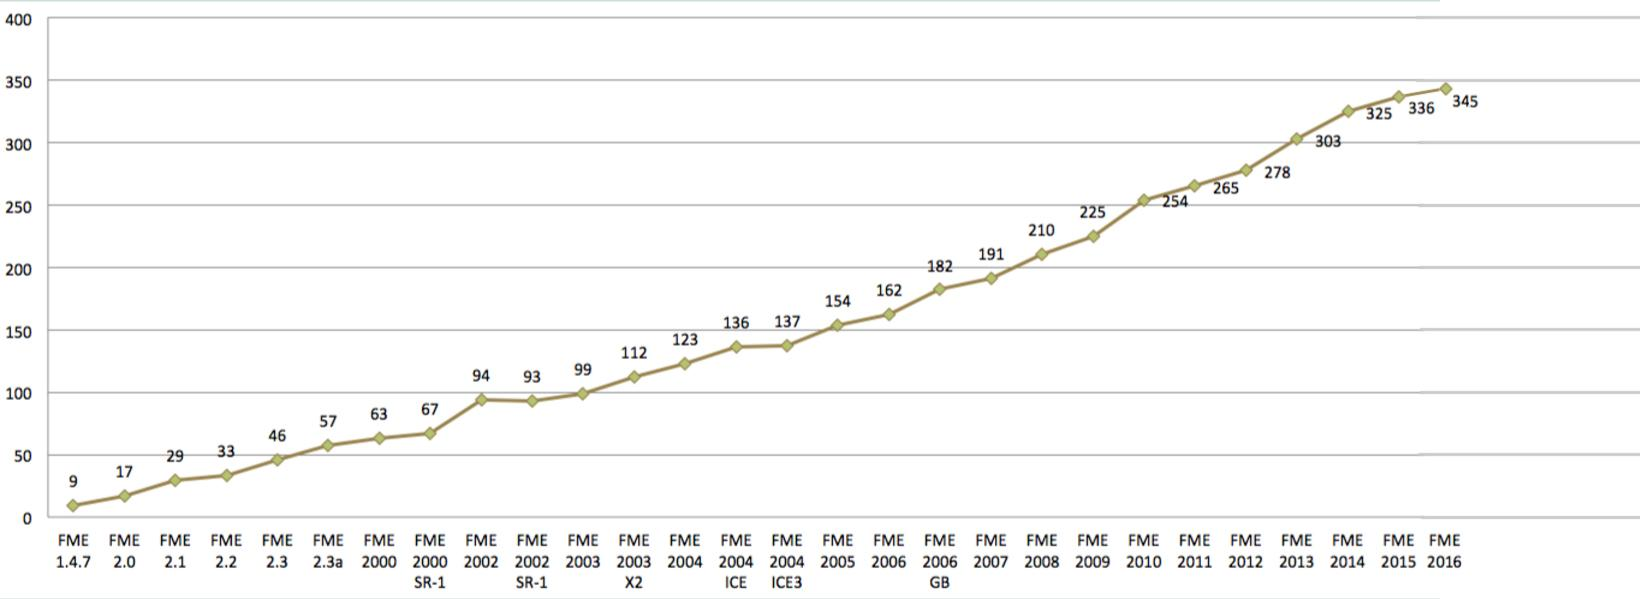 400
350
300
250
200
150
100
50
0
9
17
29
33
46
57
63
67
94
93
99
112
123
136
137
154
162
182
191
210
225
254
265
278
303
325
336
345
FME 1.4.7
FME 2.0
FME 2.1
FME 2.2
FME 2.3
FME 2.3a
FME 2000
FME 2000 SR-1
FME 2002
FME 2002 SR-1
FME 2003
FME 2003 X2
FME 2004
FME 2004 ICE
FME 2004 ICE3
FME 2005
FME 2006
FME 2006 GB
FME 2007
FME 2008
FME 2009
FME 2010
FME 2011
FME 2012
FME 2013
FME 2014
FME 2015
FME 2016